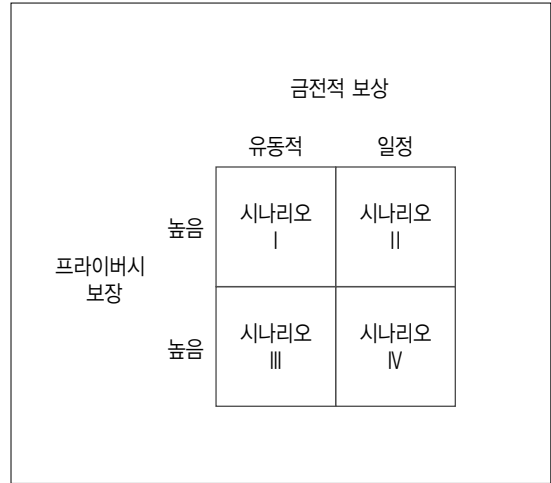 금전적 보상
유동적 일정
높음 시나리오 Ⅰ 시나리오 Ⅱ
프라이버시 보장
높음 시나리오 Ⅲ 시나리오 Ⅳ